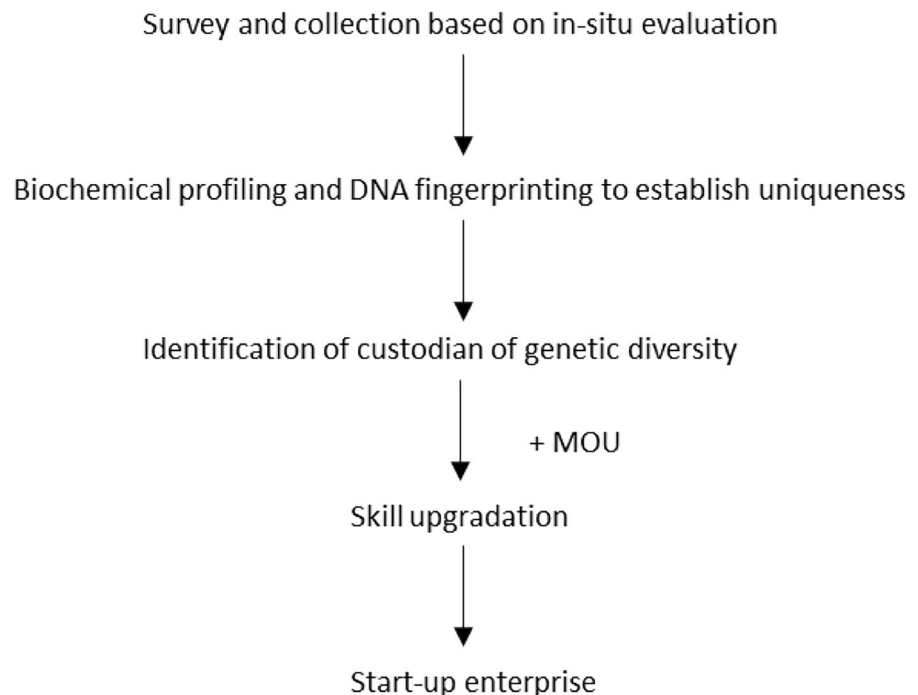 Survey and collection based on in-situ evaluation
Biochemical profiling and DNA fingerprinting to establish uniqueness
Identification of custodian of genetic diversity
+ MOU
Skill upgradation
Start-up enterprise